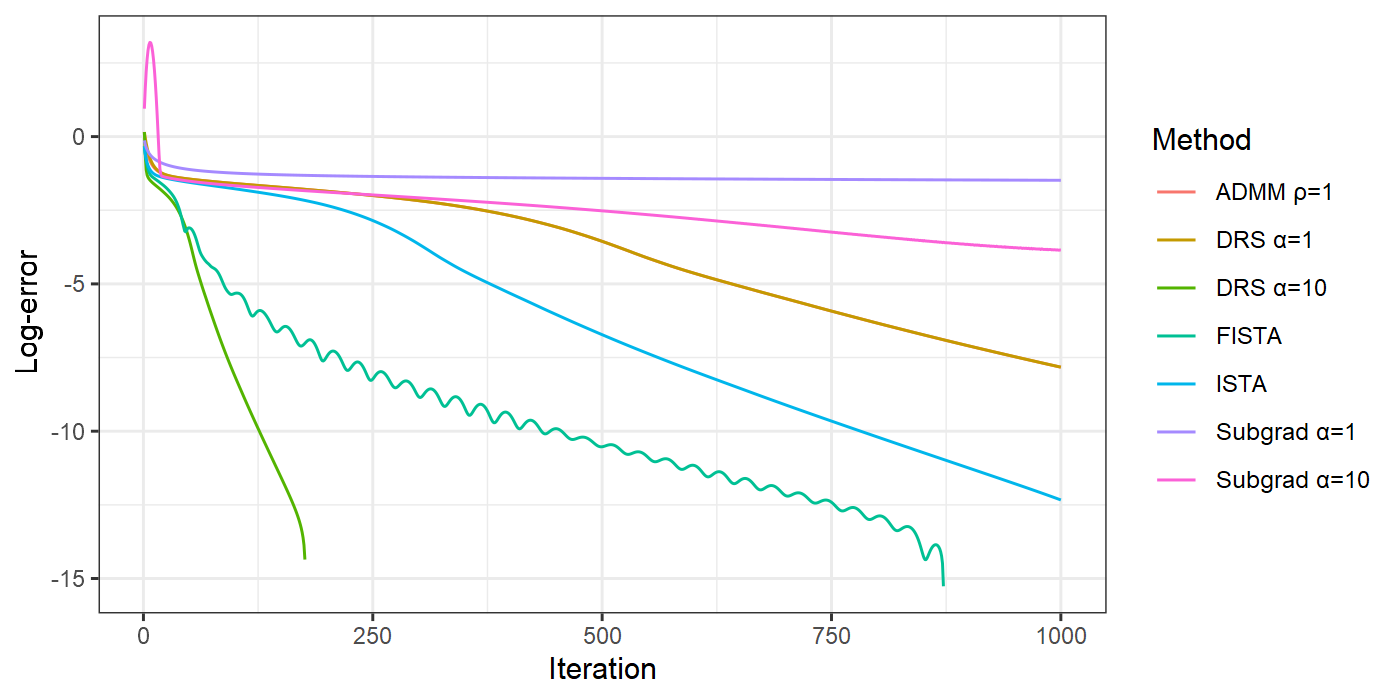 Log-error
0
-5
-10
-15
0 250 500 750 1000
Iteration
Method
ADMM ρ=1
DRS α=1
DRS α=10
FISTA
ISTA
Subgrad α=1
Subgrad α=10